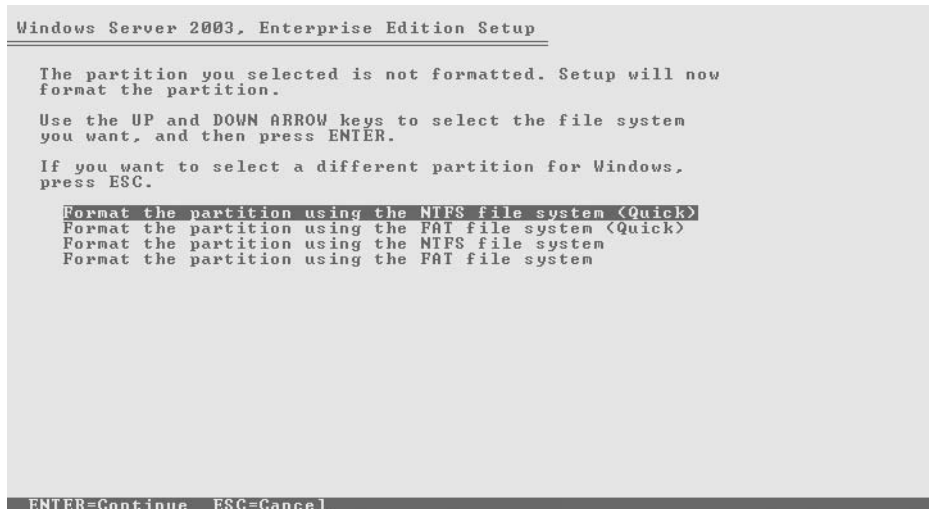 Windows Server 2003, Enterprise Edition Setup
The partition you selected is not formatted. Setup will now
format the partition.
Use the UP and DOWN ARROW keys to select the file system
you want, and then press ENTER.
If you want to select a different partition for Windows,
press ESC.
Format the partition using the NTFS file system (Quick)
Format the partition using the FAT file system (Quick)
Format the partition using the NTFS file system
Format the partition using the FAT file system
ENTER=Continue ESC=Cancel